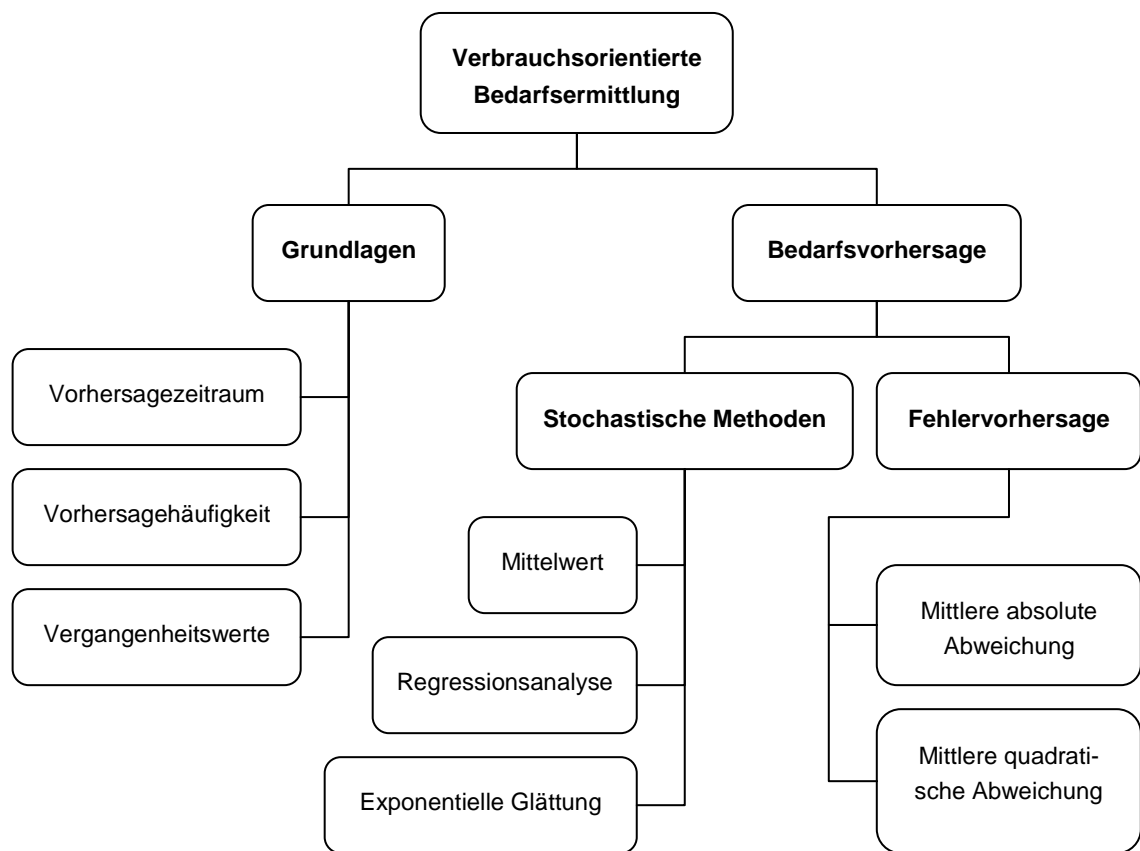 Verbrauchsorientierte
Bedarfsermittlung
Grundlagen
Bedarfsvorhersage
Vorhersagezeitraum
Vorhersagehäufigkeit
Vergangenheitswerte
Stochastische Methoden
Fehlervorhersage
Mittelwert
Regressionsanalyse
Exponentielle Glättung
Mittlere absolute
Abweichung
Mittlere quadrati-
sche Abweichung